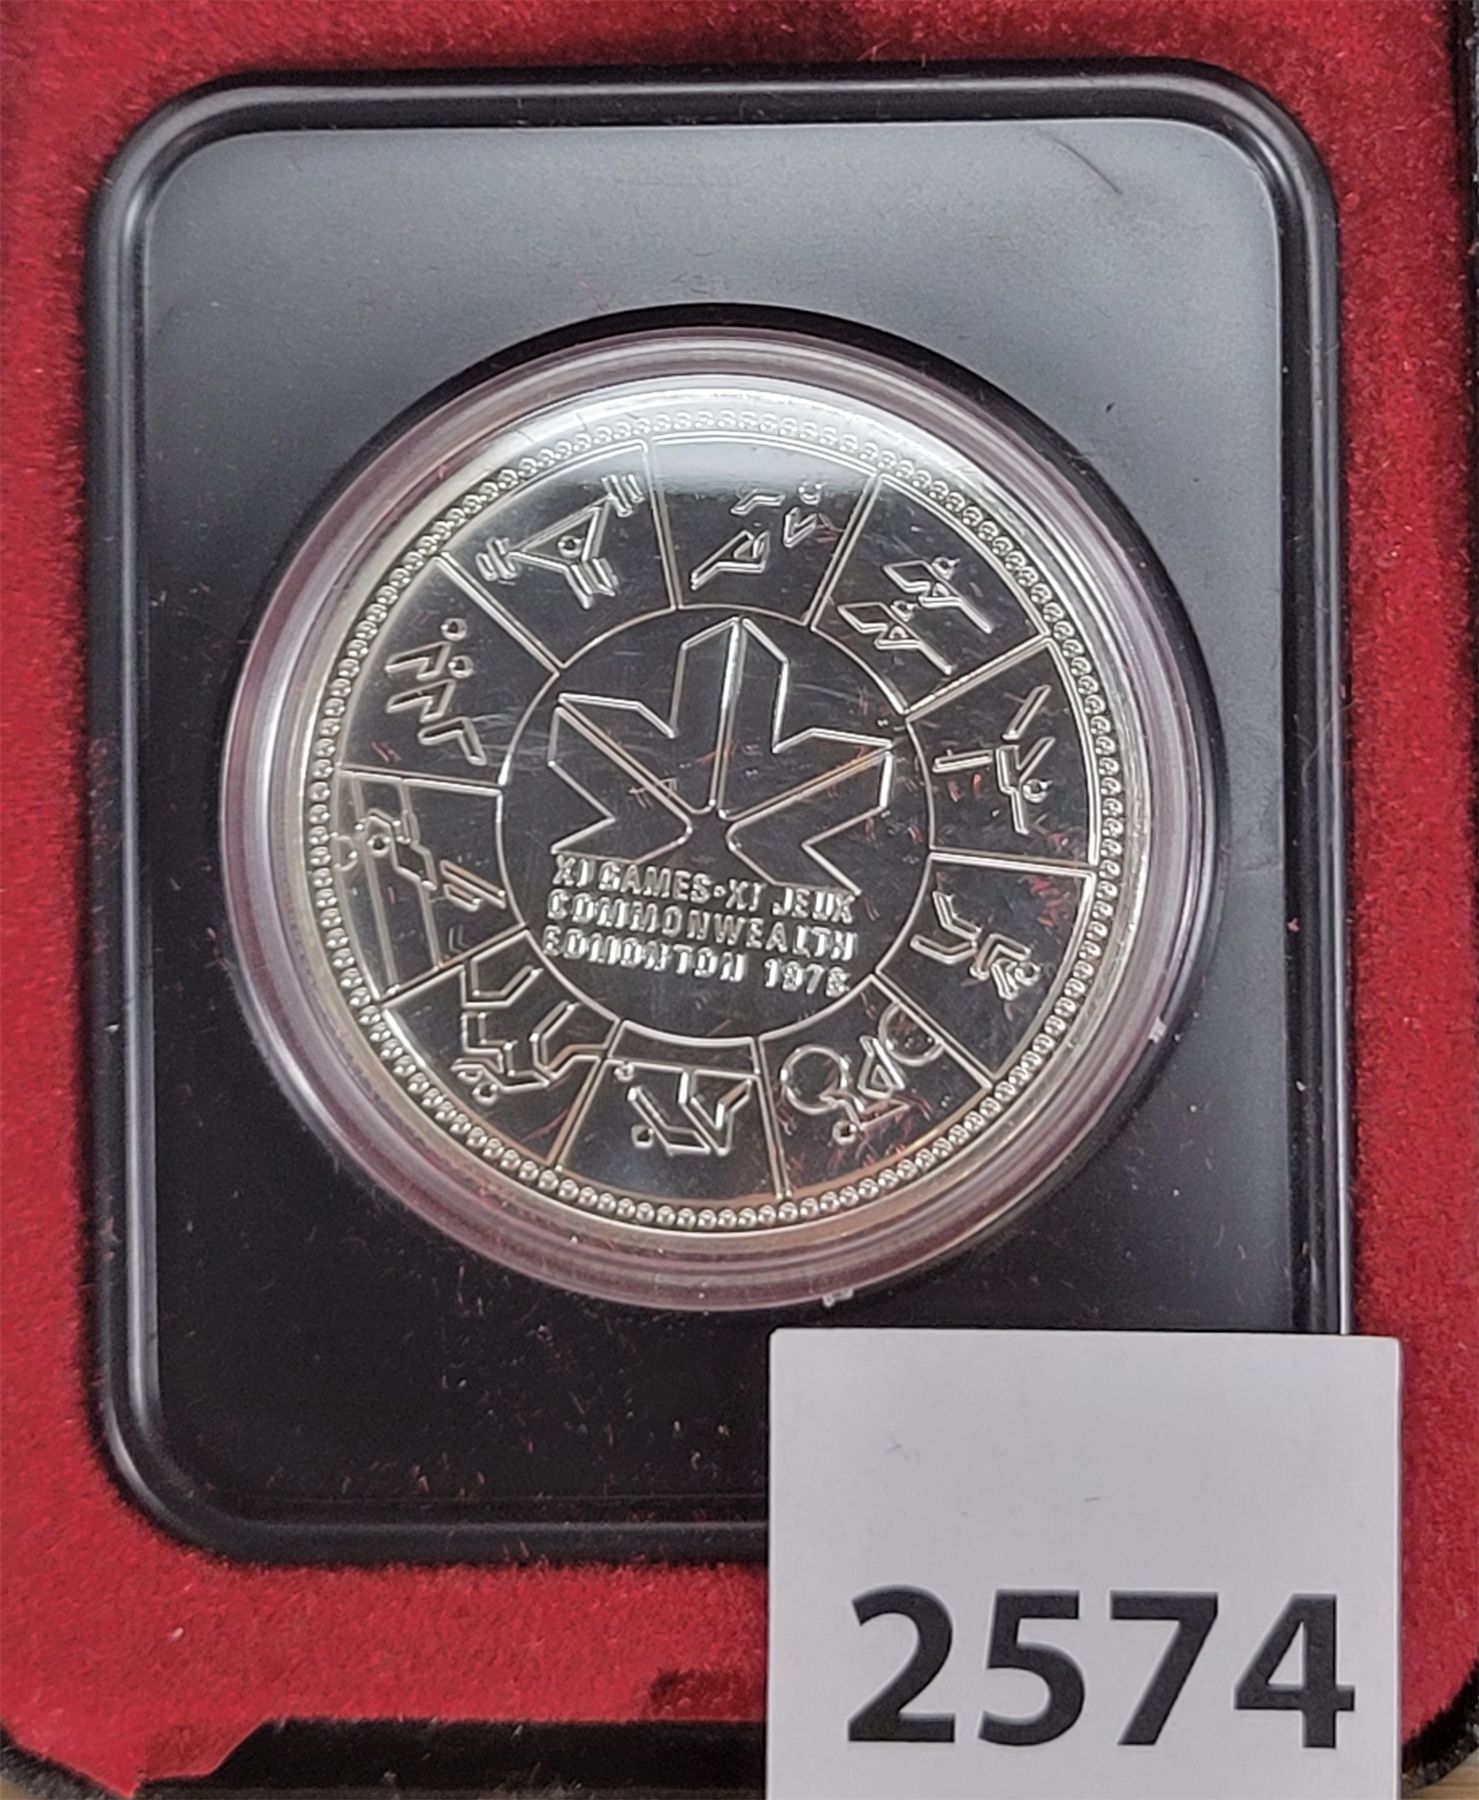 XI GAMES·XI JEUX
COMMONWEALTH
EDMONTON 1978
2574